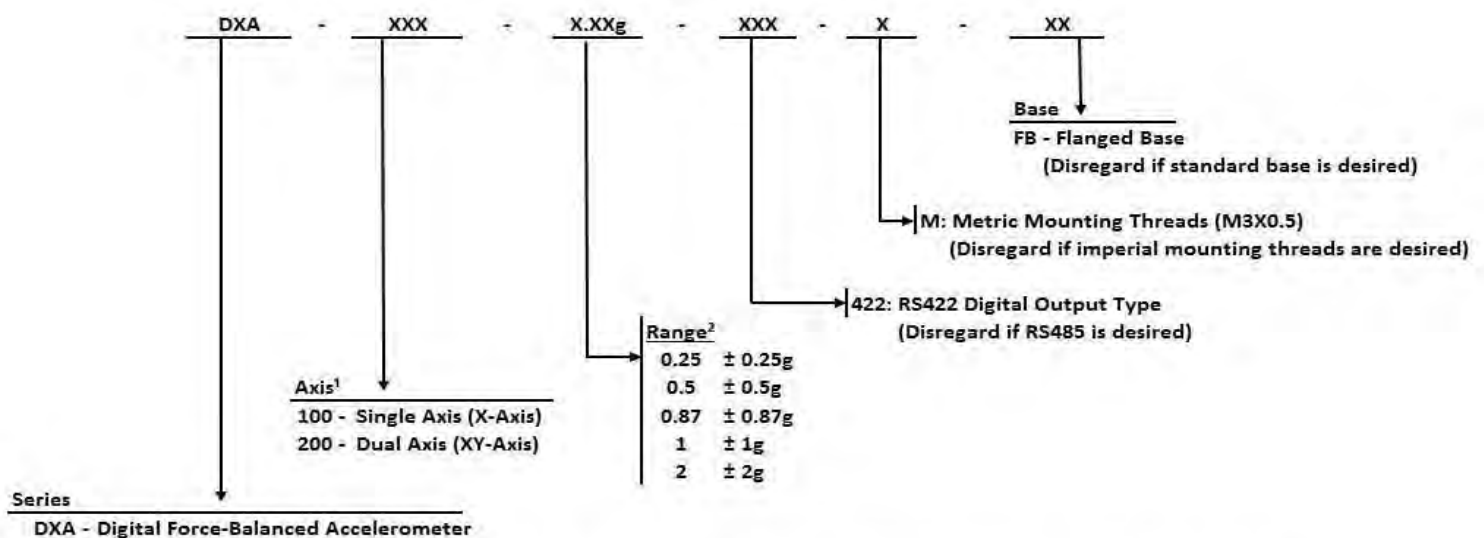 DXA - XXX - X.XXg - XXX - X - XX
Base
FB - Flanged Base
(Disregard if standard base is desired)
M: Metric Mounting Threads (M3X0.5)
(Disregard if imperial mounting threads are desired)
422: RS422 Digital Output Type
(Disregard if RS485 is desired)
Range²
0.25 ± 0.25g
0.5 ± 0.5g
0.87 ± 0.87g
1 ± 1g
2 ± 2g
Axis¹
100 - Single Axis (X-Axis)
200 - Dual Axis (XY-Axis)
Series
DXA - Digital Force-Balanced Accelerometer